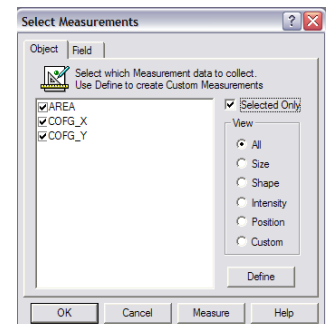 Select Measurements
Object Field
Select which Measurement data to collect.
Use Define to create Custom Measurements
AREA
COFG_X
COFG_Y
Selected Only
View
All
Size
Shape
Intensity
Position
Custom
Define
OK Cancel Measure Help